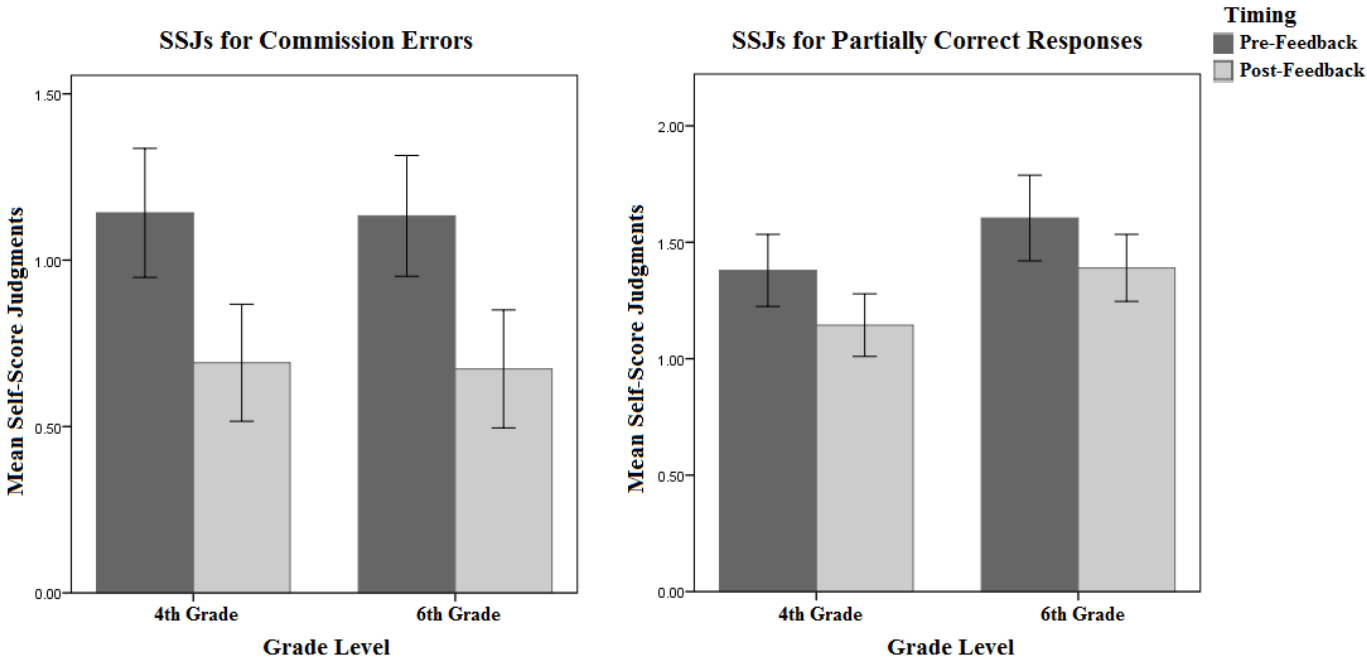 SSJs for Commission Errors
Mean Self-Score Judgments
1.50
1.00
0.50
0.00
4th Grade 6th Grade
Grade Level
SSJs for Partially Correct Responses
Mean Self-Score Judgments
2.00
1.50
1.00
0.50
0.00
4th Grade 6th Grade
Grade Level
Timing
Pre-Feedback
Post-Feedback